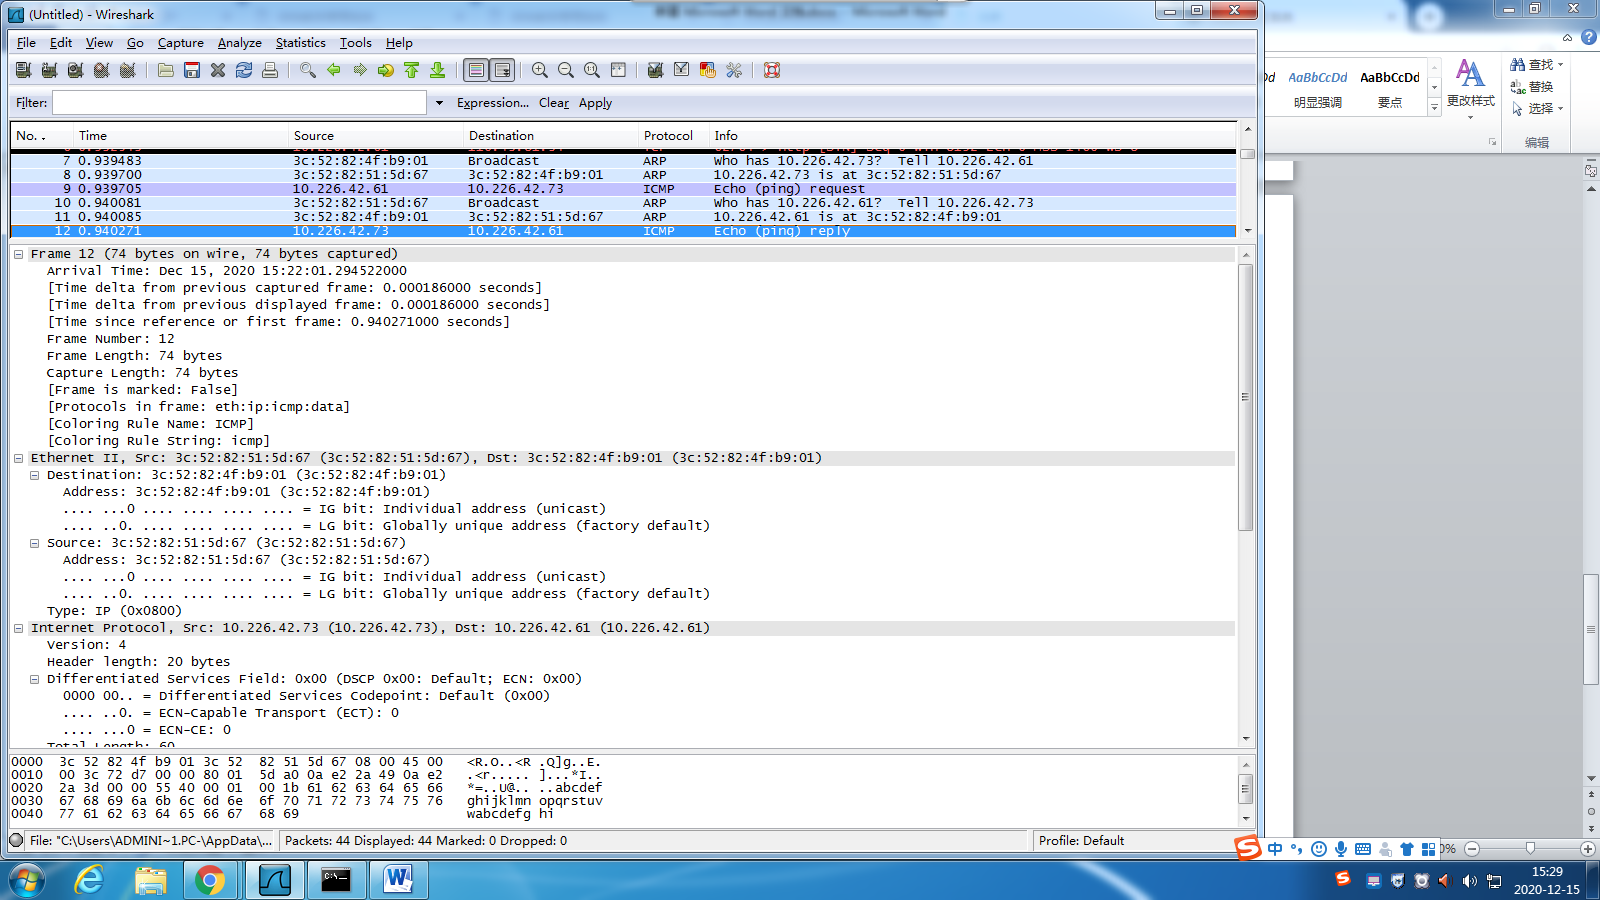 (Untitled) - Wireshark
File Edit View Go Capture Analyze Statistics Tools Help
Filter: Expression... Clear Apply
No. . Time Source Destination Protocol Info
7 0.939483 3c:52:82:4f:b9:01 Broadcast ARP Who has 10.226.42.73? Tell 10.226.42.61
8 0.939700 3c:52:82:51:5d:67 3c:52:82:4f:b9:01 ARP 10.226.42.73 is at 3c:52:82:51:5d:67
9 0.939705 10.226.42.61 10.226.42.73 ICMP Echo (ping) request
10 0.940081 3c:52:82:51:5d:67 Broadcast ARP Who has 10.226.42.61? Tell 10.226.42.73
11 0.940085 3c:52:82:4f:b9:01 3c:52:82:51:5d:67 ARP 10.226.42.61 is at 3c:52:82:4f:b9:01
12 0.940271 10.226.42.73 10.226.42.61 ICMP Echo (ping) reply
Frame 12 (74 bytes on wire, 74 bytes captured)
Arrival Time: Dec 15, 2020 15:22:01.294522000
[Time delta from previous captured frame: 0.000186000 seconds]
[Time delta from previous displayed frame: 0.000186000 seconds]
[Time since reference or first frame: 0.940271000 seconds]
Frame Number: 12
Frame Length: 74 bytes
Capture Length: 74 bytes
[Frame is marked: False]
[Protocols in frame: eth:ip:icmp:data]
[Coloring Rule Name: ICMP]
[Coloring Rule String: icmp]
Ethernet II, Src: 3c:52:82:51:5d:67 (3c:52:82:51:5d:67), Dst: 3c:52:82:4f:b9:01 (3c:52:82:4f:b9:01)
Destination: 3c:52:82:4f:b9:01 (3c:52:82:4f:b9:01)
Address: 3c:52:82:4f:b9:01 (3c:52:82:4f:b9:01)
.... ...0 .... .... .... .... = IG bit: Individual address (unicast)
.... ..0. .... .... .... .... = LG bit: Globally unique address (factory default)
Source: 3c:52:82:51:5d:67 (3c:52:82:51:5d:67)
Address: 3c:52:82:51:5d:67 (3c:52:82:51:5d:67)
.... ...0 .... .... .... .... = IG bit: Individual address (unicast)
.... ..0. .... .... .... .... = LG bit: Globally unique address (factory default)
Type: IP (0x0800)
Internet Protocol, Src: 10.226.42.73 (10.226.42.73), Dst: 10.226.42.61 (10.226.42.61)
Version: 4
Header length: 20 bytes
Differentiated Services Field: 0x00 (DSCP 0x00: Default; ECN: 0x00)
0000 00.. = Differentiated Services Codepoint: Default (0x00)
.... ..0. = ECN-Capable Transport (ECT): 0
.... ...0 = ECN-CE: 0
Total Length: 60
0000 3c 52 82 4f b9 01 3c 52 82 51 5d 67 08 00 45 00 <R.O..<R .Q]g..E.
0010 00 3c 72 d7 00 00 80 01 5d a0 0a e2 2a 49 0a e2 .<r..... ]...*I..
0020 2a 3d 00 00 55 40 00 01 00 1b 61 62 63 64 65 66 *=..U@.. ..abcdef
0030 67 68 69 6a 6b 6c 6d 6e 6f 70 71 72 73 74 75 76 ghijklmn opqrstuv
0040 77 61 62 63 64 65 66 67 68 69 wabcdefg hi
File: "C:\Users\ADMINI~1.PC-\AppData\... Packets: 44 Displayed: 44 Marked: 0 Dropped: 0 Profile: Default
Dd AaBbCcDd AaBbCcDd
明显强调 要点
更改样式
查找
替换
选择
编辑
中
0%
15:29
2020-12-15